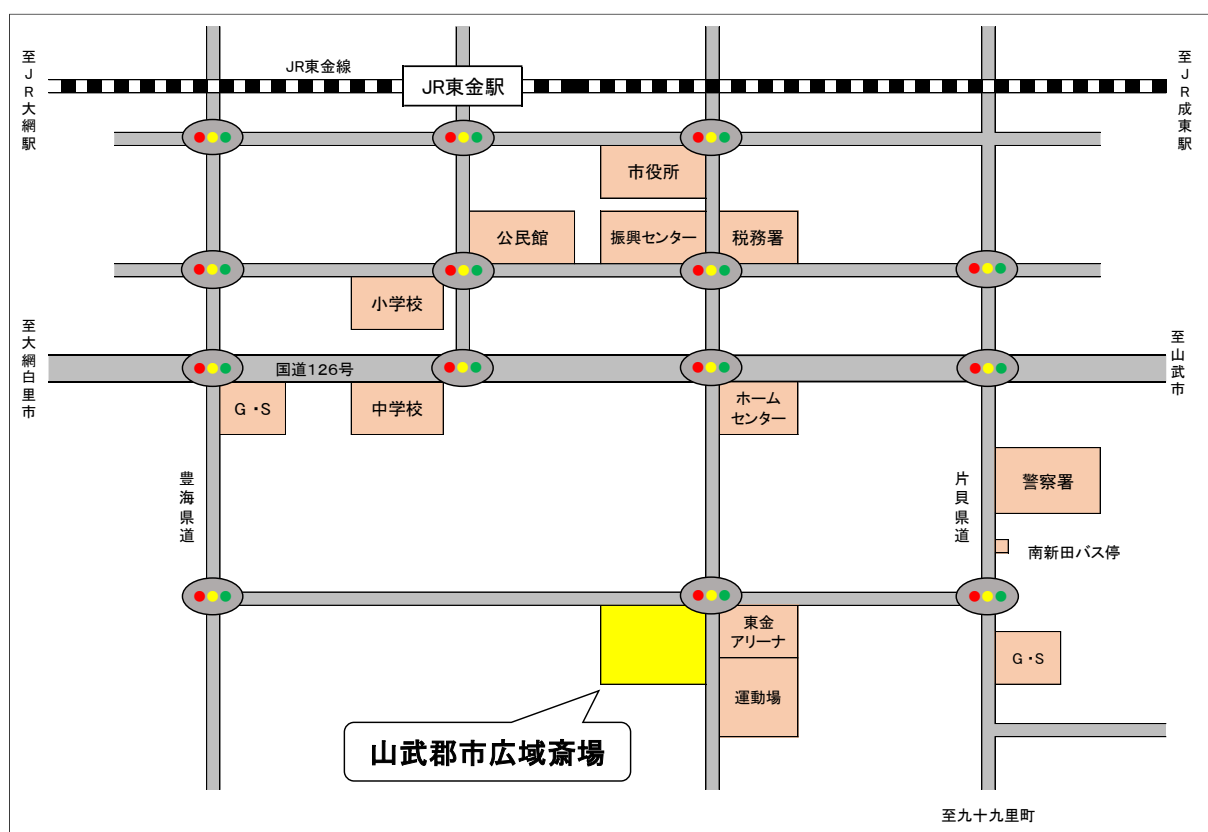 至JR大網駅
JR東金線
JR東金駅
至JR成東駅
市役所
公民館
振興センター
税務署
小学校
至大網白里市
国道126号
至山武市
G・S
中学校
ホーム
センター
豊海県道
片貝県道
警察署
南新田バス停
東金
アリーナ
G・S
運動場
山武郡市広域斎場
至九十九里町